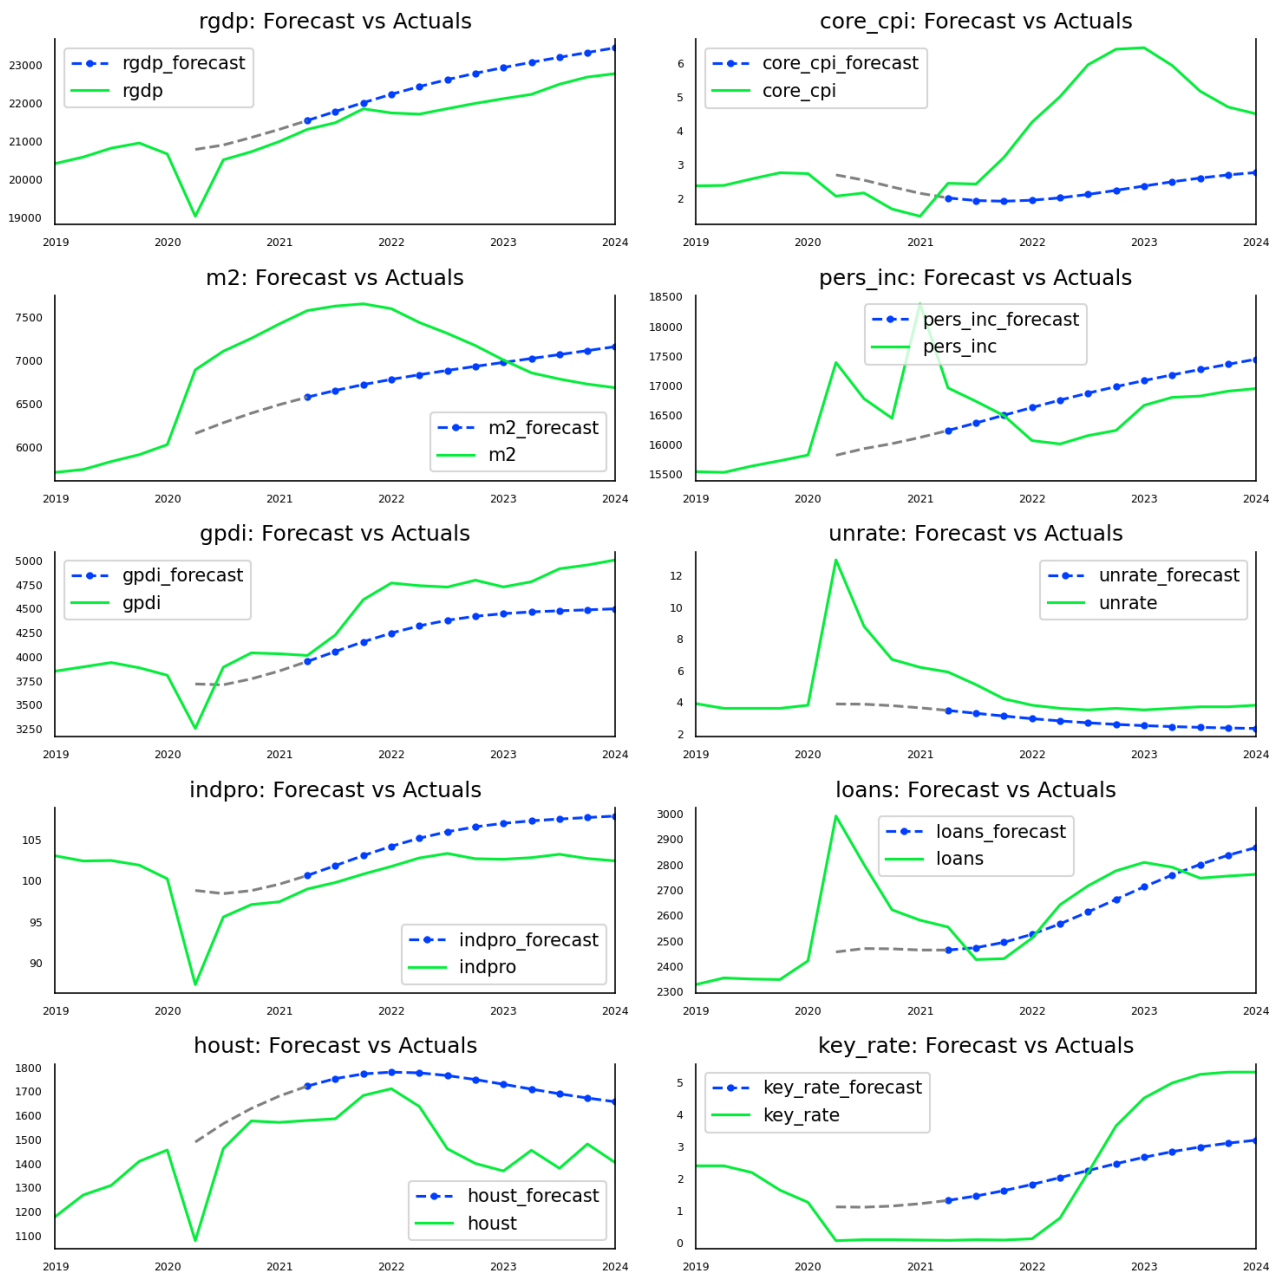 rgdp: Forecast vs Actuals
rgdp_forecast
rgdp
23000
22000
21000
20000
19000
2019 2020 2021 2022 2023 2024
core_cpi: Forecast vs Actuals
core_cpi_forecast
core_cpi
6
5
4
3
2
2019 2020 2021 2022 2023 2024
m2: Forecast vs Actuals
7500
7000
6500
6000
m2_forecast
m2
2019 2020 2021 2022 2023 2024
pers_inc: Forecast vs Actuals
pers_inc_forecast
pers_inc
18500
18000
17500
17000
16500
16000
15500
2019 2020 2021 2022 2023 2024
gpdi: Forecast vs Actuals
gpdi_forecast
gpdi
5000
4750
4500
4250
4000
3750
3500
3250
2019 2020 2021 2022 2023 2024
unrate: Forecast vs Actuals
unrate_forecast
unrate
12
10
8
6
4
2
2019 2020 2021 2022 2023 2024
indpro: Forecast vs Actuals
105
100
95
90
indpro_forecast
indpro
2019 2020 2021 2022 2023 2024
loans: Forecast vs Actuals
loans_forecast
loans
3000
2900
2800
2700
2600
2500
2400
2300
2019 2020 2021 2022 2023 2024
houst: Forecast vs Actuals
1800
1700
1600
1500
1400
1300
1200
1100
houst_forecast
houst
2019 2020 2021 2022 2023 2024
key_rate: Forecast vs Actuals
key_rate_forecast
key_rate
5
4
3
2
1
0
2019 2020 2021 2022 2023 2024